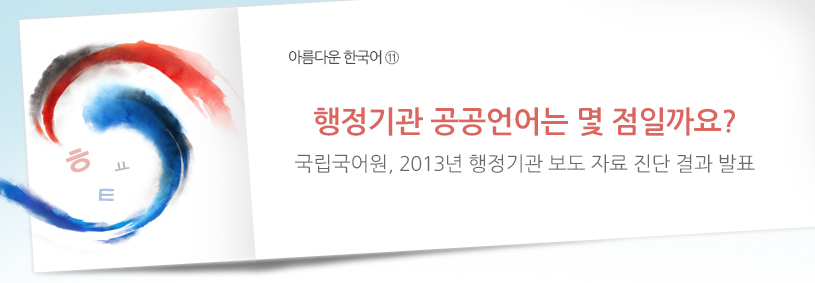 아름다운 한국어 ⑪
행정기관 공공언어는 몇 점일까요?
국립국어원, 2013년 행정기관 보도 자료 진단 결과 발표
ㅎ ㅛ
ㅌ